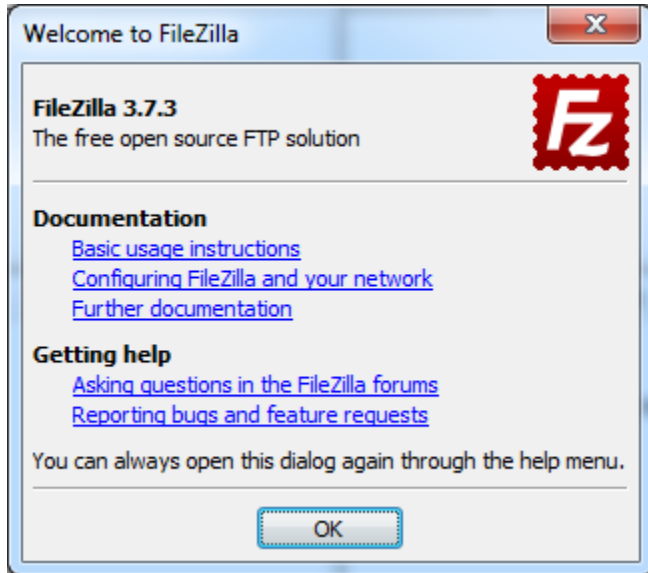 Welcome to FileZilla
FileZilla 3.7.3
The free open source FTP solution
Fz
Documentation
Basic usage instructions
Configuring FileZilla and your network
Further documentation
Getting help
Asking questions in the FileZilla forums
Reporting bugs and feature requests
You can always open this dialog again through the help menu.
OK